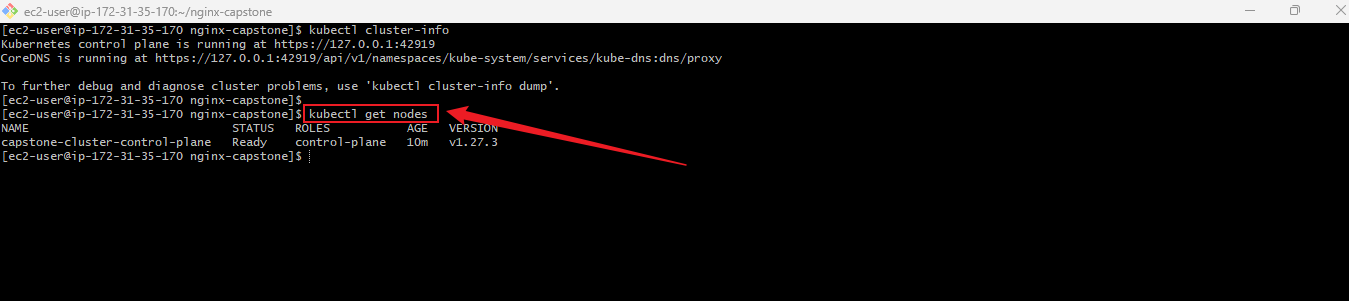 ec2-user@ip-172-31-35-170:~/nginx-capstone
[ec2-user@ip-172-31-35-170 nginx-capstone]$ kubectl cluster-info
Kubernetes control plane is running at https://127.0.0.1:42919
CoreDNS is running at https://127.0.0.1:42919/api/v1/namespaces/kube-system/services/kube-dns:dns/proxy
To further debug and diagnose cluster problems, use 'kubectl cluster-info dump'.
[ec2-user@ip-172-31-35-170 nginx-capstone]$
[ec2-user@ip-172-31-35-170 nginx-capstone]$ kubectl get nodes
NAME STATUS ROLES AGE VERSION
capstone-cluster-control-plane Ready control-plane 10m v1.27.3
[ec2-user@ip-172-31-35-170 nginx-capstone]$